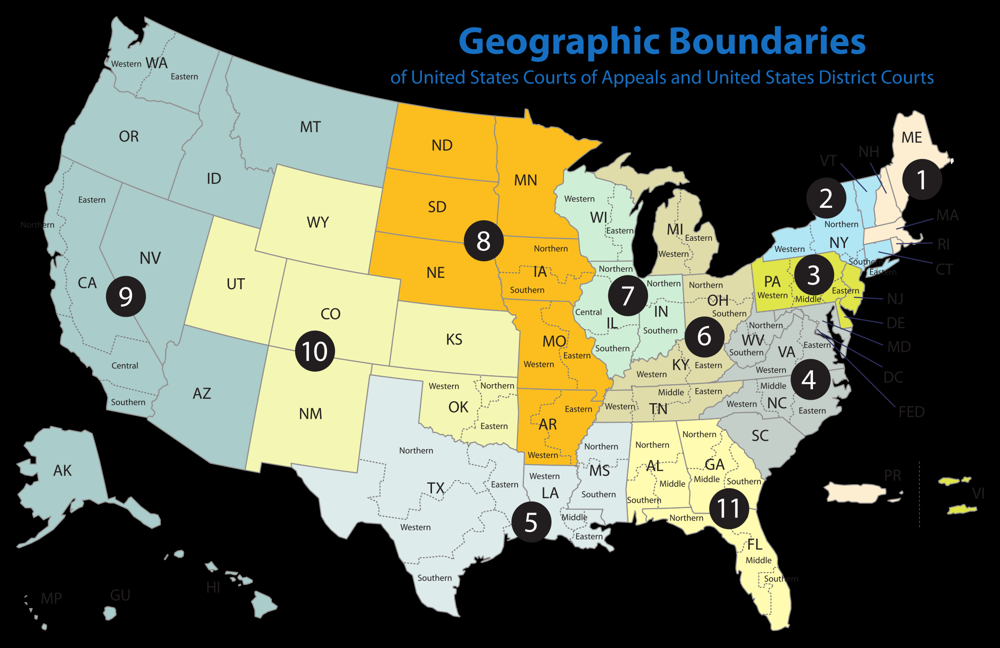 Geographic Boundaries
of United States Courts of Appeals and United States District Courts
Western
WA
Eastern
OR
MT
ID
ND
MN
SD
WY
NE
8
Northern
IA
Southern
Eastern
Northern
NV
CA
9
Central
Southern
UT
CO
10
KS
AZ
NM
Western
OK
Northern
Eastern
MO
Eastern
Western
Eastern
AR
Western
Western
WI
Eastern
MI
Eastern
Western
Northern
7
Northern
Central
IL
IN
Southern
Southern
Northern
OH
Southern
6
KY
Eastern
Western
Middle
Eastern
Western
TN
ME
1
NH
VT
2
Northern
NY
Western
Southern
Eastern
MA
RI
CT
PA
3
Western
Middle
Eastern
NJ
DE
MD
DC
FED
Northern
WV
Southern
VA
Eastern
Western
4
Middle
NC
Western
Eastern
SC
Northern
TX
Eastern
Western
Southern
Western
LA
5
Middle
Eastern
Northern
MS
Southern
Northern
AL
Middle
Southern
Northern
GA
Middle
Southern
11
Northern
FL
Middle
Southern
AK
HI
MP
GU
PR
VI